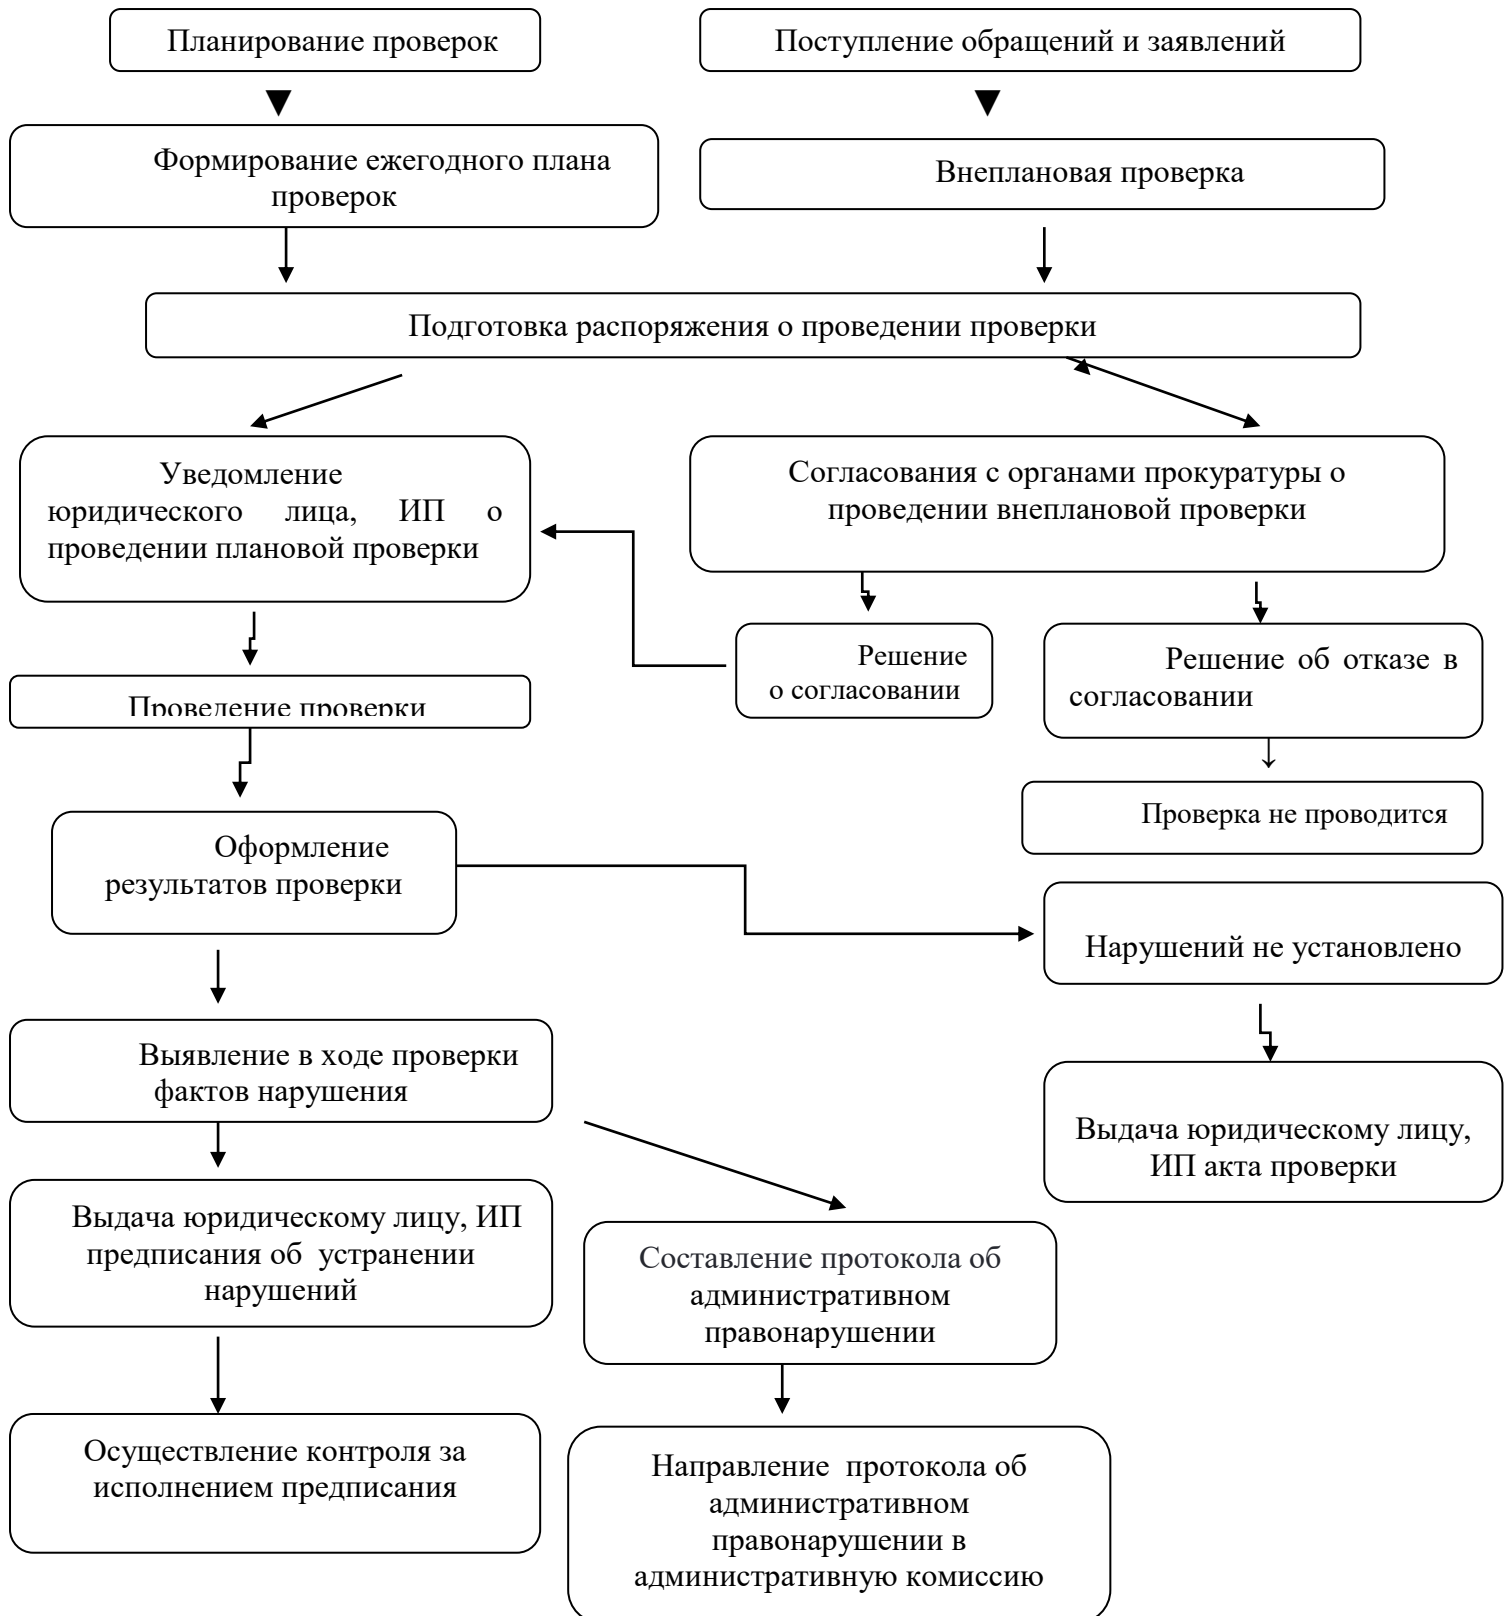 Планирование проверок
Поступление обращений и заявлений
Формирование ежегодного плана
проверок
Внеплановая проверка
Подготовка распоряжения о проведении проверки
Уведомление
юридического лица, ИП о
проведении плановой проверки
Согласования с органами прокуратуры о
проведении внеплановой проверки
Решение
о согласовании
Решение об отказе в
согласовании
Проведение проверки
Проверка не проводится
Оформление
результатов проверки
Нарушений не установлено
Выявление в ходе проверки
фактов нарушения
Выдача юридическому лицу,
ИП акта проверки
Выдача юридическому лицу, ИП
предписания об устранении
нарушений
Составление протокола об
административном
правонарушении
Осуществление контроля за
исполнением предписания
Направление протокола об
административном
правонарушении в
административную комиссию